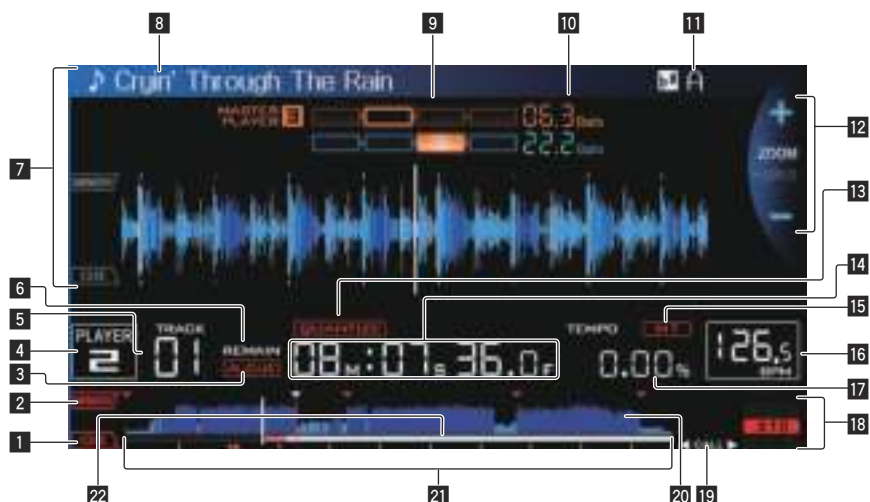 8 9 10 11
♪ Cryin' Through The Rain A
MASTER PLAYER 3 06.3 Bars
22.2 Bars
+
ZOOM
−
12
7
13
14
6
15
5
QUANTIZE
TRACK
TEMPO
PLAYER
2
01
REMAIN
08 M : 07 S 36.0 F
0.00 %
126.5
BPM
4
16
3
17
2
18
1
CALL
22 21 20 19